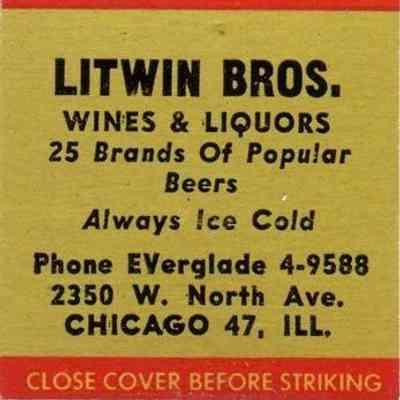 LITWIN BROS.
WINES & LIQUORS
25 Brands Of Popular
Beers
Always Ice Cold
Phone EVerglade 4-9588
2350 W. North Ave.
CHICAGO 47, ILL.
CLOSE COVER BEFORE STRIKING